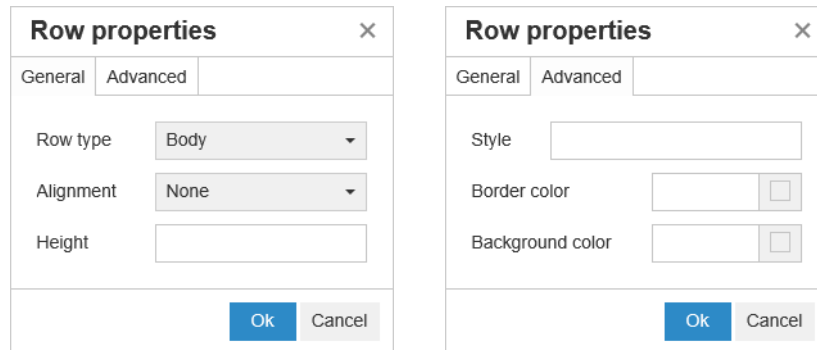 Row properties ×
General Advanced
Row type Body
Alignment None
Height
Ok Cancel
Row properties ×
General Advanced
Style
Border color
Background color
Ok Cancel